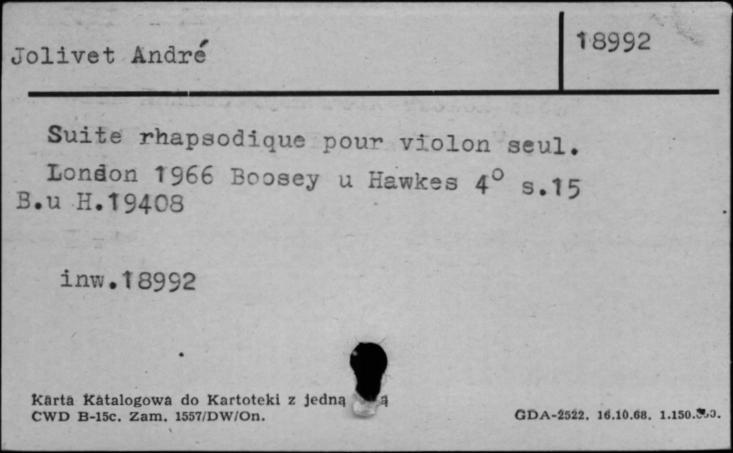 Jolivet André
18992
Suite rhapsodique pour violon seul.
London 1966 Boosey u Hawkes 4° s.15
B.u H.19408
inw.18992
Karta Katalogowa do Kartoteki z jedną
CWD B-15c. Zam. 1557/DW/On.
GDA-2522. 16.10.68. 1.150.